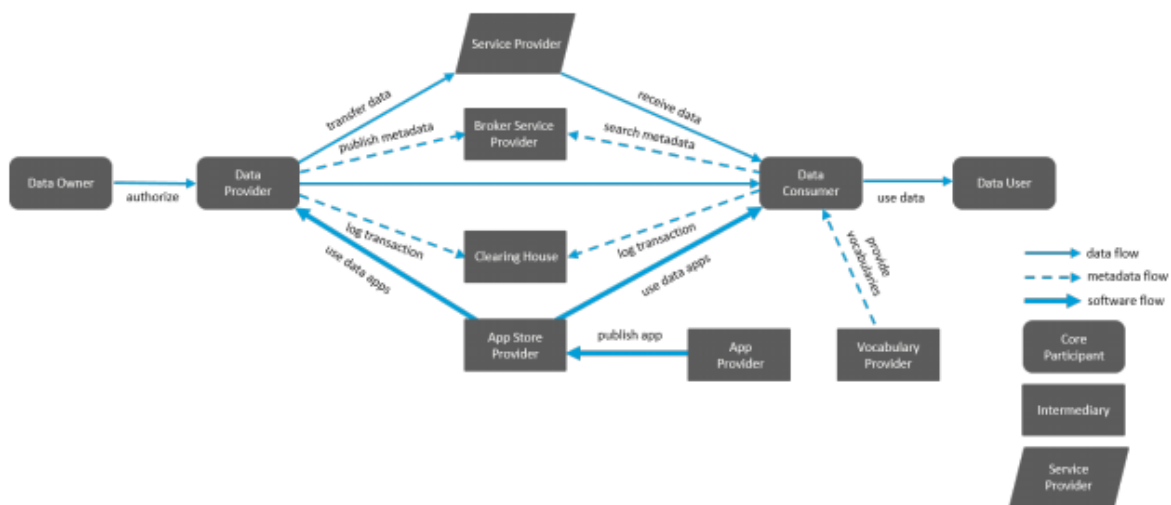 Service Provider
transfer data
receive data
publish metadata
Broker Service
Provider
search metadata
Data Owner
authorize
Data
Provider
Data
Consumer
use data
Data User
log transaction
Clearing House
log transaction
use data apps
use data apps
provide
vocabularies
App Store
Provider
publish app
App
Provider
Vocabulary
Provider
data flow
metadata flow
software flow
Core
Participant
Intermediary
Service
Provider